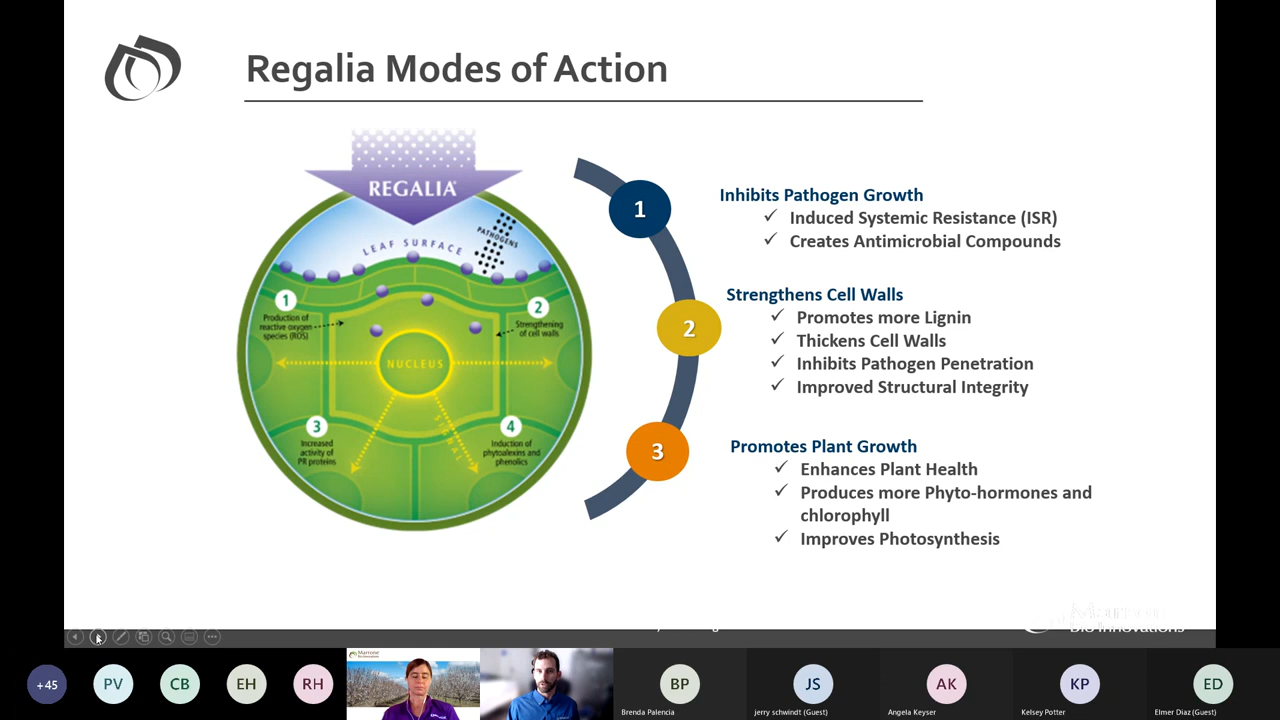 Regalia Modes of Action
REGALIA
LEAF SURFACE
PATHOGENS
1
Production of
reactive oxygen
species (ROS)
2
Strengthening
of cell walls
NUCLEUS
SIGNAL
3
Increased
activity of
PR proteins
4
Induction of
phytoalexins and
phenolics
1
Inhibits Pathogen Growth
✓ Induced Systemic Resistance (ISR)
✓ Creates Antimicrobial Compounds
2
Strengthens Cell Walls
✓ Promotes more Lignin
✓ Thickens Cell Walls
✓ Inhibits Pathogen Penetration
✓ Improved Structural Integrity
3
Promotes Plant Growth
✓ Enhances Plant Health
✓ Produces more Phyto-hormones and
chlorophyll
✓ Improves Photosynthesis
Marrone
Bio Innovations
+45
PV
CB
EH
RH
Marrone
Bio Innovations
BP
Brenda Palencia
JS
jerry schwindt (Guest)
AK
Angela Keyser
KP
Kelsey Potter
ED
Elmer Diaz (Guest)